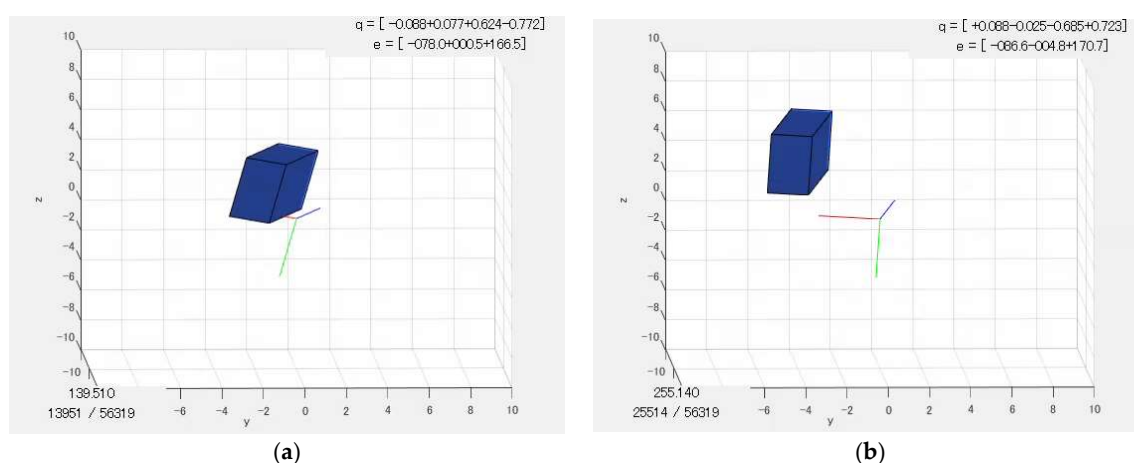 q = [ -0.088+0.077+0.624-0.772]
e = [ -078.0+000.5+166.5]
10
8
6
4
2
0
-2
-4
-6
-8
-10
z
-10
139.510
13951 / 56319
-6 -4 -2 0 2 4 6 8 10
y
(a)
q = [ +0.088-0.025-0.685+0.723]
e = [ -086.6-004.8+170.7]
10
8
6
4
2
0
-2
-4
-6
-8
-10
z
-10
255.140
25514 / 56319
-6 -4 -2 0 2 4 6 8 10
y
(b)